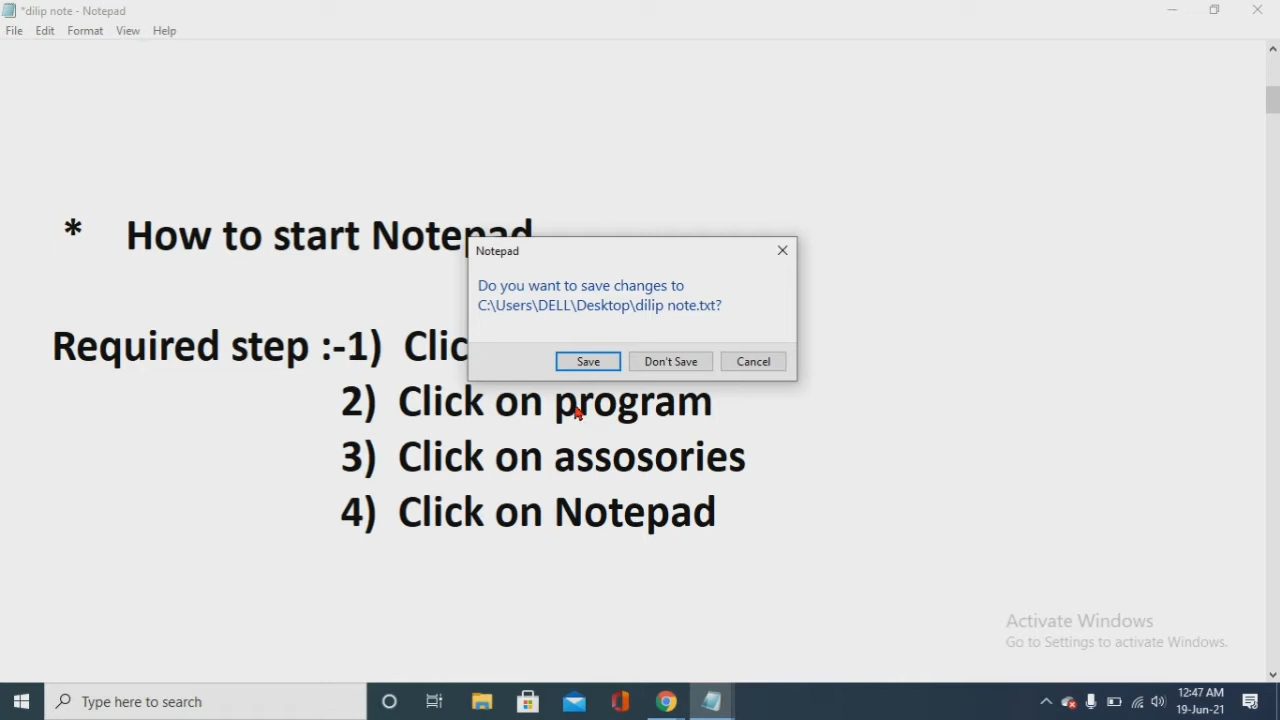 *dilip note - Notepad
File Edit Format View Help
* How to start Notepad
Notepad
Do you want to save changes to
C:\Users\DELL\Desktop\dilip note.txt?
Save Don't Save Cancel
Required step :-1) Clic
2) Click on program
3) Click on assosories
4) Click on Notepad
Activate Windows
Go to Settings to activate Windows.
Type here to search
12:47 AM
19-Jun-21